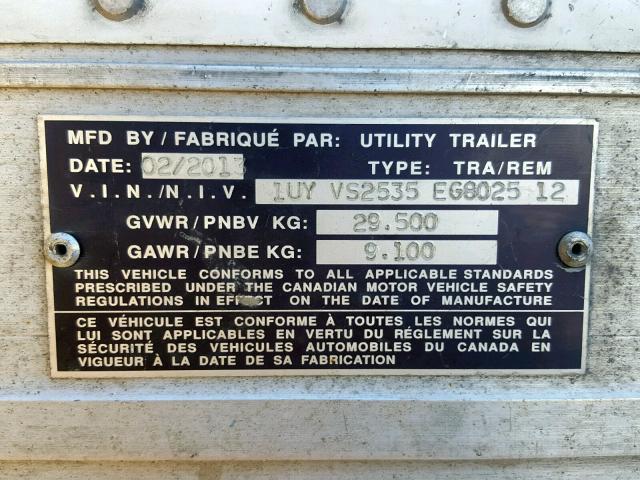 MFD BY / FABRIQUÉ PAR: UTILITY TRAILER
DATE: 02/2013 TYPE: TRA/REM
V.I.N./N.I.V. 1UY VS2535 EG8025 12
GVWR/PNBV KG: 29.500
GAWR/PNBE KG: 9.100
THIS VEHICLE CONFORMS TO ALL APPLICABLE STANDARDS
PRESCRIBED UNDER THE CANADIAN MOTOR VEHICLE SAFETY
REGULATIONS IN EFFECT ON THE DATE OF MANUFACTURE
CE VÉHICULE EST CONFORME À TOUTES LES NORMES QUI
LUI SONT APPLICABLES EN VERTU DU RÉGLEMENT SUR LA
SÉCURITÉ DES VEHICULES AUTOMOBILES DU CANADA EN
VIGUEUR À LA DATE DE SA FABRICATION